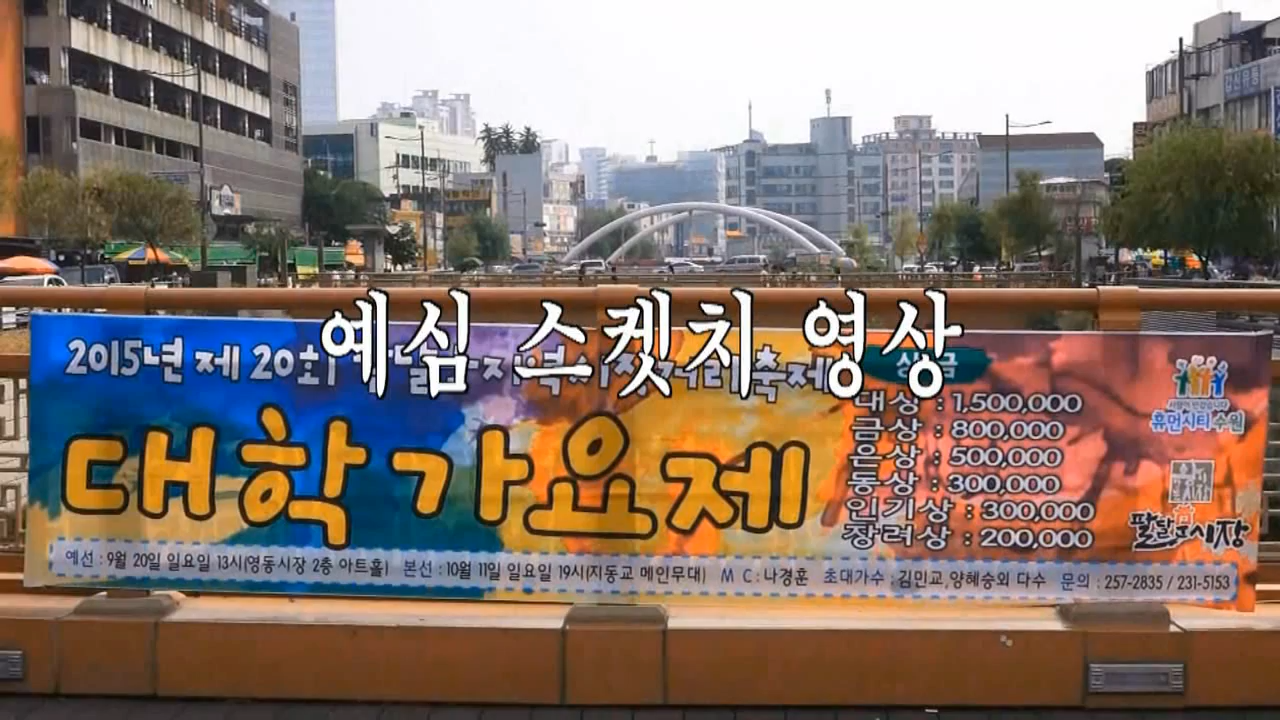 예심 스켓치 영상
2015년 제 20회
축제
대학가요제
대상 : 1,500,000
금상 : 800,000
은상 : 500,000
동상 : 300,000
인기상 : 300,000
장려상 : 200,000
휴먼시티 수원
팔달문시장
예선 : 9월 20일 일요일 13시(영동시장 2층 아트홀) 본선 : 10월 11일 일요일 19시(지동교 메인무대) M C : 나경훈 초대가수 : 김민교,양혜승외 다수 문의 : 257-2835 / 231-5153